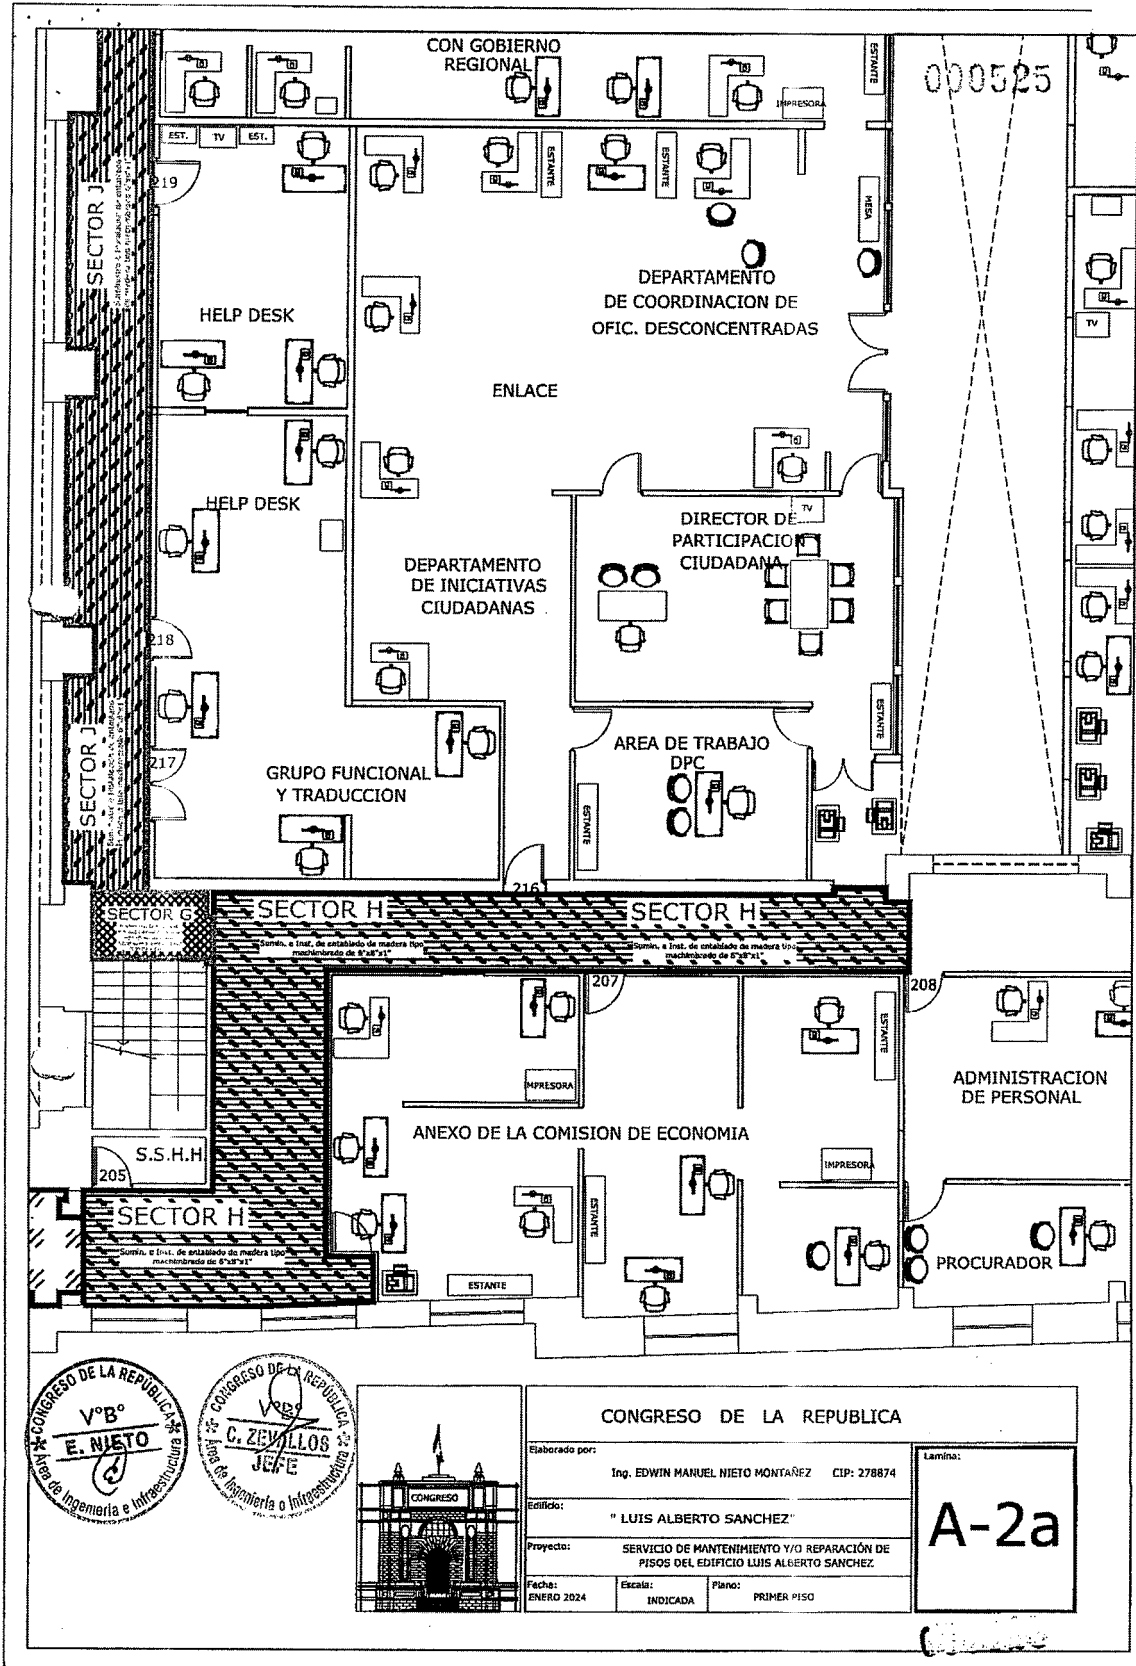 CON GOBIERNO
REGIONAL
ESTANTE
000525
IMPRESORA
EST.
TV
EST.
ESTANTE
ESTANTE
219
MESA
SECTOR J
DEPARTAMENTO
DE COORDINACION DE
OFIC. DESCONCENTRADAS
HELP DESK
TV
ENLACE
HELP DESK
TV
DIRECTOR DE
PARTICIPACION
CIUDADANA
DEPARTAMENTO
DE INICIATIVAS
CIUDADANAS
218
ESTANTE
SECTOR J
217
AREA DE TRABAJO
DPC
GRUPO FUNCIONAL
Y TRADUCCION
ESTANTE
216
SECTOR G
SECTOR H
SECTOR H
Sumin. e Inst. de entablado de madera tipo
machimbrado de 6"x8"x1"
Sumin. e Inst. de entablado de madera tipo
machimbrado de 6"x8"x1"
207
208
ESTANTE
IMPRESORA
ADMINISTRACION
DE PERSONAL
ANEXO DE LA COMISION DE ECONOMIA
S.S.H.H.
205
IMPRESORA
ESTANTE
SECTOR H
Sumin. e Inst. de entablado de madera tipo
machimbrado de 6"x8"x1"
PROCURADOR
ESTANTE
CONGRESO DE LA REPUBLICA
V°B°
E. NIETO
Área de Ingeniería e Infraestructura
CONGRESO DE LA REPUBLICA
V°B°
C. ZEVALLOS
JEFE
Área de Ingeniería e Infraestructura
CONGRESO
CONGRESO DE LA REPUBLICA
Elaborado por:
Ing. EDWIN MANUEL NIETO MONTAÑEZ CIP: 278874
Edificio:
" LUIS ALBERTO SANCHEZ"
Proyecto:
SERVICIO DE MANTENIMIENTO Y/O REPARACIÓN DE
PISOS DEL EDIFICIO LUIS ALBERTO SANCHEZ
Fecha:
ENERO 2024
Escala:
INDICADA
Plano:
PRIMER PISO
Lamina:
A-2a